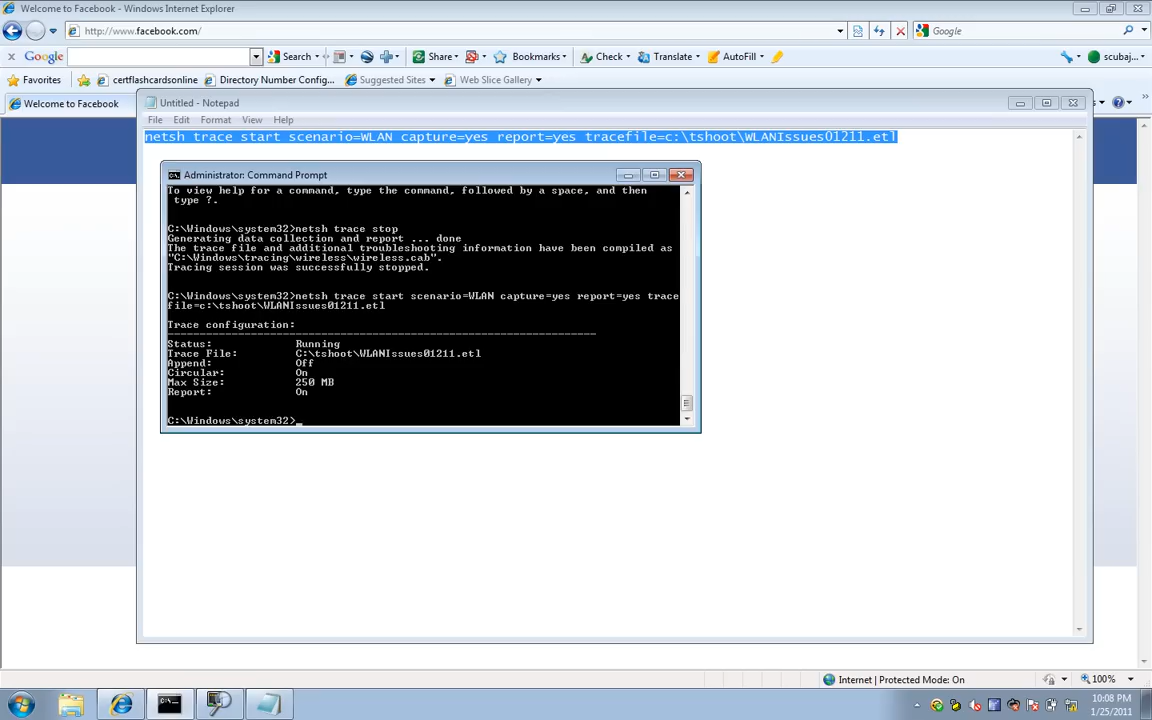 Welcome to Facebook - Windows Internet Explorer
http://www.facebook.com/
Google
x Google Search Share Bookmarks Check Translate AutoFill scubaj...
Favorites certflashcardsonline Directory Number Config... Suggested Sites Web Slice Gallery
Welcome to Facebook
Untitled - Notepad
File Edit Format View Help
netsh trace start scenario=WLAN capture=yes report=yes tracefile=c:\tshoot\WLANIssues01211.etl
Administrator: Command Prompt
To view help for a command, type the command, followed by a space, and then
type ?.
C:\Windows\system32>netsh trace stop
Generating data collection and report ... done
The trace file and additional troubleshooting information have been compiled as
"C:\Windows\tracing\wireless\wireless.cab".
Tracing session was successfully stopped.
C:\Windows\system32>netsh trace start scenario=WLAN capture=yes report=yes trace
file=c:\tshoot\WLANIssues01211.etl
Trace configuration:
-------------------------------------------------------------------
Status: Running
Trace File: C:\tshoot\WLANIssues01211.etl
Append: Off
Circular: On
Max Size: 250 MB
Report: On
C:\Windows\system32>_
Internet | Protected Mode: On
100%
10:08 PM
1/25/2011